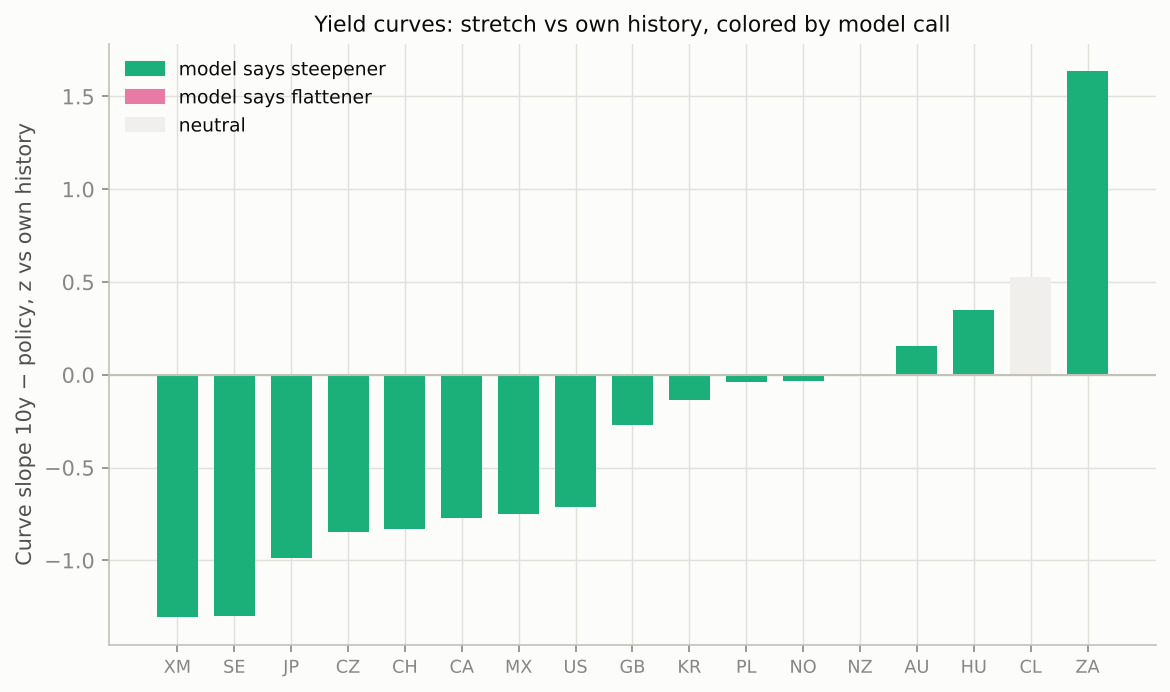 Yield curves: stretch vs own history, colored by model call
model says steepener
model says flattener
neutral
Curve slope 10y − policy, z vs own history
1.5
1.0
0.5
0.0
−0.5
−1.0
XM SE JP CZ CH CA MX US GB KR PL NO NZ AU HU CL ZA